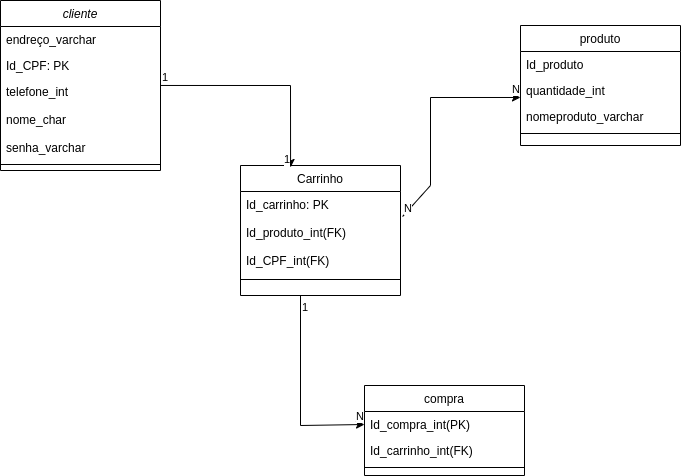 cliente
endreço_varchar
Id_CPF: PK
telefone_int
nome_char
senha_varchar
1
1
produto
Id_produto
quantidade_int
nomeproduto_varchar
N
N
Carrinho
Id_carrinho: PK
Id_produto_int(FK)
Id_CPF_int(FK)
1
N
compra
Id_compra_int(PK)
Id_carrinho_int(FK)